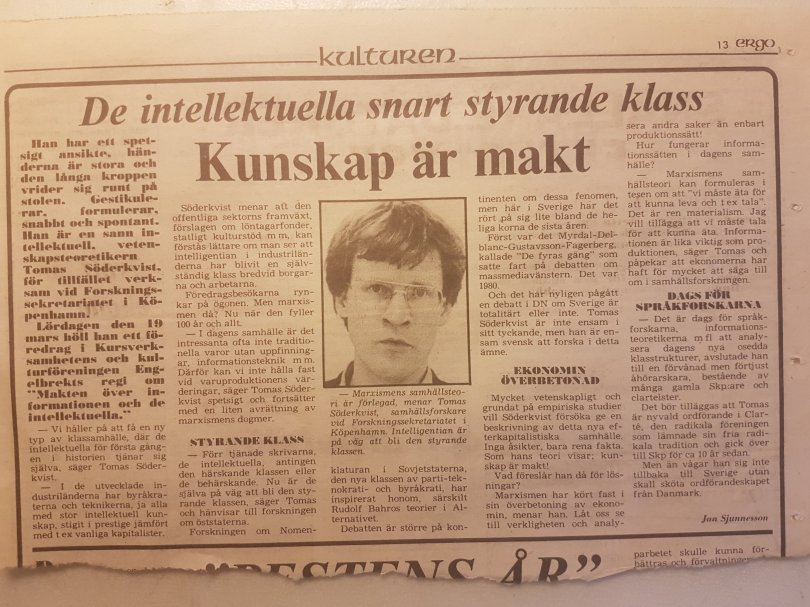 kulturen
13 ergo
De intellektuella snart styrande klass
Kunskap är makt
Han har ett spet-
sigt ansikte, hän-
derna är stora och
den långa kroppen
vrider sig runt på
stolen. Gestikule-
rar, formulerar,
snabbt och spontant.
Han är en sann in-
tellektuell, veten-
skapsteoretikern
Tomas Söderkvist,
för tillfället verk-
sam vid Forsknings-
sekretariatet i Kö-
penhamn.
Lördagen den 19
mars höll han ett fö-
redrag i Kursverk-
samhetens och kul-
turföreningen Eng-
elbrekts regi om
"Makten över in-
formationen och de
intellektuella."
— Vi håller på att få en ny
typ av klassamhälle, där de
intellektuella för första gång-
en i historien tjänar sig
själva, säger Tomas Söder-
kvist.
— I de utvecklade in-
dustriländerna har byråkra-
terna och teknikerna, ja alla
med stor intellektuell kun-
skap, stigit i prestige jämfört
med t ex vanliga kapitalister.
Söderkvist menar att den
offentliga sektorns framväxt,
förslagen om löntagarfonder,
statligt kulturstöd m m, kan
förstås lättare om man ser att
intelligentian i industrilän-
derna har blivit en själv-
ständig klass bredvid borgar-
na och arbetarna.
Föredragsbesökarna ryn-
kar på ögonen. Men marxis-
men då? Nu när den fyller
100 år och allt.
— I dagens samhälle är det
intressanta ofta inte traditio-
nella varor utan uppfinnin-
ar, informationsteknik m m.
Därför kan vi inte hålla fast
vid varuproduktionens vär-
deringar, säger Tomas Söder-
kvist spetsigt och fortsätter
med en liten avrättning av
marxismens dogmer.
STYRANDE KLASS
— Förr tjänade skrivarna,
de intellektuella, antingen
den härskande klassen eller
de behärskande. Nu är de
själva på väg att bli den sty-
rande klassen, säger Tomas
och hänvisar till forskningen
om öststaterna.
Forskningen om Nomen-
— Marxismens samhällsteo-
ri är förlegad, menar Tomas
Söderkvist, samhällsforskare
vid Forskningssekretariatet i
Köpenhamn. Intelligentian är
på väg att bli den styrande
klassen.
klaturan i Sovjetstaterna,
den nya klassen av parti-tek-
nokrati- och byråkrati, har
inspirerat honom, särskilt
Rudolf Bahros teorier i Al-
ternativet.
Debatten är större på kon-
tinenten om dessa fenomen,
men här i Sverige har det
rört på sig lite bland de heli-
ga korna de sista åren.
Först var det Myrdal-Del-
blanc-Gustavsson-Fagerberg,
kallade "De fyras gäng" som
satte fart på debatten om
massmediavänstern. Det var
1980.
Och det har nyligen pågått
en debatt i DN om Sverige är
totalitärt eller inte. Tomas
Söderkvist är inte ensam i
sitt tyckande, men han är en-
sam svensk att forska i detta
ämne.
EKONOMIN
ÖVERBETONAD
Mycket vetenskapligt och
grundat på empiriska studier
vill Söderkvist försöka ge en
beskrivning av detta nya ef-
terkapitalistiska samhälle.
Inga åsikter, bara rena fakta.
Som hans teori visar; kun-
skap är makt!
Vad föreslår han då för lös-
ningar?
— Marxismen har kört fast i
sin överbetoning av ekono-
min, menar han. Låt oss se
till verkligheten och analy-
sera andra saker än enbart
produktionssätt!
Hur fungerar informa-
tionssätten i dagens sam-
hälle?
— Marxismens sam-
hällsteori kan formuleras i
tesen om att "vi måste äta för
att kunna leva och t ex tala".
Det är ren materialism. Jag
vill tillägga att vi måste tala
för att kunna äta. Informa-
tionen är lika viktig som pro-
duktionen, säger Tomas och
påpekar att ekonomerna har
haft för mycket att säga till
om i samhällsforskningen.
DAGS FÖR
SPRÅKFORSKARNA
— Det är dags för språk-
forskarna, informations-
teoretikerna m fl att analy-
sera dagens nya osedda
klasstrukturer, avslutade han
till en förvånad men förtjust
åhörarskara, bestående av
många gamla Skp:are och
clarteister.
Det bör tilläggas att Tomas
är nyvald ordförande i Clar-
té, den radikala föreningen
som lämnade sin fria radi-
kala tradition och gick över
till Skp för ca 10 år sedan.
Men än vågar han sig inte
tillbaka till Sverige utan
skall sköta ordförandeskapet
från Danmark.
Jan Sjunnesson
"PESTENS ÅR"
parbetet skulle kunna för-
bättras och förvaltningen